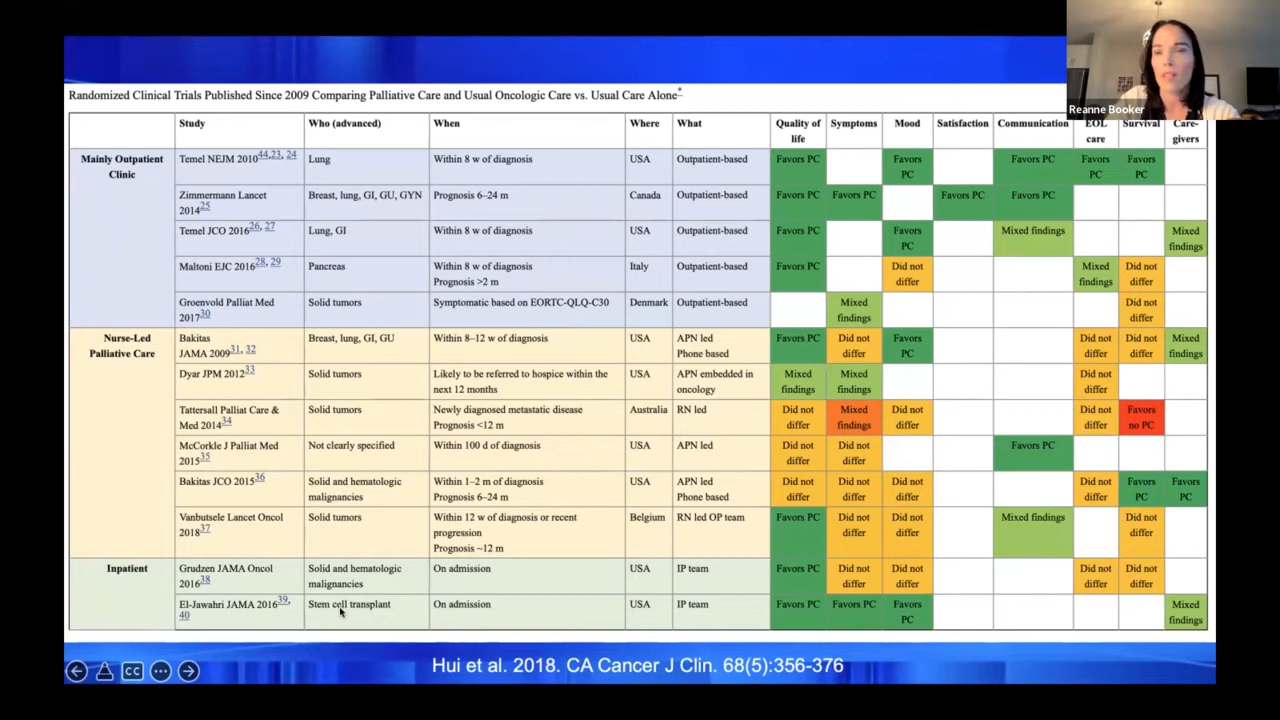 Reanne Booker
Randomized Clinical Trials Published Since 2009 Comparing Palliative Care and Usual Oncologic Care vs. Usual Care Alone*
Study Who (advanced) When Where What Quality of life Symptoms Mood Satisfaction Communication EOL care Survival Care-givers
Mainly Outpatient Clinic
Temel NEJM 2010 44,23, 24 Lung Within 8 w of diagnosis USA Outpatient-based Favors PC Favors PC Favors PC Favors PC Favors PC
Zimmermann Lancet 2014 25 Breast, lung, GI, GU, GYN Prognosis 6–24 m Canada Outpatient-based Favors PC Favors PC Favors PC Favors PC
Temel JCO 2016 26, 27 Lung, GI Within 8 w of diagnosis USA Outpatient-based Favors PC Favors PC Mixed findings Mixed findings
Maltoni EJC 2016 28, 29 Pancreas Within 8 w of diagnosis Prognosis >2 m Italy Outpatient-based Favors PC Did not differ Mixed findings Did not differ
Groenvold Palliat Med 2017 30 Solid tumors Symptomatic based on EORTC-QLQ-C30 Denmark Outpatient-based Mixed findings Did not differ
Nurse-Led Palliative Care
Bakitas JAMA 2009 31, 32 Breast, lung, GI, GU Within 8–12 w of diagnosis USA APN led Phone based Favors PC Did not differ Favors PC Did not differ Did not differ Mixed findings
Dyar JPM 2012 33 Solid tumors Likely to be referred to hospice within the next 12 months USA APN embedded in oncology Mixed findings Mixed findings Did not differ
Tattersall Palliat Care & Med 2014 34 Solid tumors Newly diagnosed metastatic disease Prognosis <12 m Australia RN led Did not differ Mixed findings Did not differ Did not differ Favors no PC
McCorkle J Palliat Med 2015 35 Not clearly specified Within 100 d of diagnosis USA APN led Did not differ Did not differ Favors PC
Bakitas JCO 2015 36 Solid and hematologic malignancies Within 1–2 m of diagnosis Prognosis 6–24 m USA APN led Phone based Did not differ Did not differ Did not differ Did not differ Favors PC Favors PC
Vanbutsele Lancet Oncol 2018 37 Solid tumors Within 12 w of diagnosis or recent progression Prognosis ~12 m Belgium RN led OP team Favors PC Did not differ Did not differ Mixed findings Did not differ
Inpatient
Grudzen JAMA Oncol 2016 38 Solid and hematologic malignancies On admission USA IP team Favors PC Did not differ Did not differ Did not differ Did not differ
El-Jawahri JAMA 2016 39, 40 Stem cell transplant On admission USA IP team Favors PC Favors PC Favors PC Mixed findings
CC
Hui et al. 2018. CA Cancer J Clin. 68(5):356-376